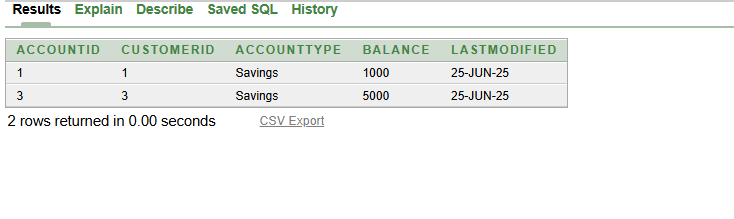 Results Explain Describe Saved SQL History
ACCOUNTID CUSTOMERID ACCOUNTTYPE BALANCE LASTMODIFIED
1 1 Savings 1000 25-JUN-25
3 3 Savings 5000 25-JUN-25
2 rows returned in 0.00 seconds CSV Export